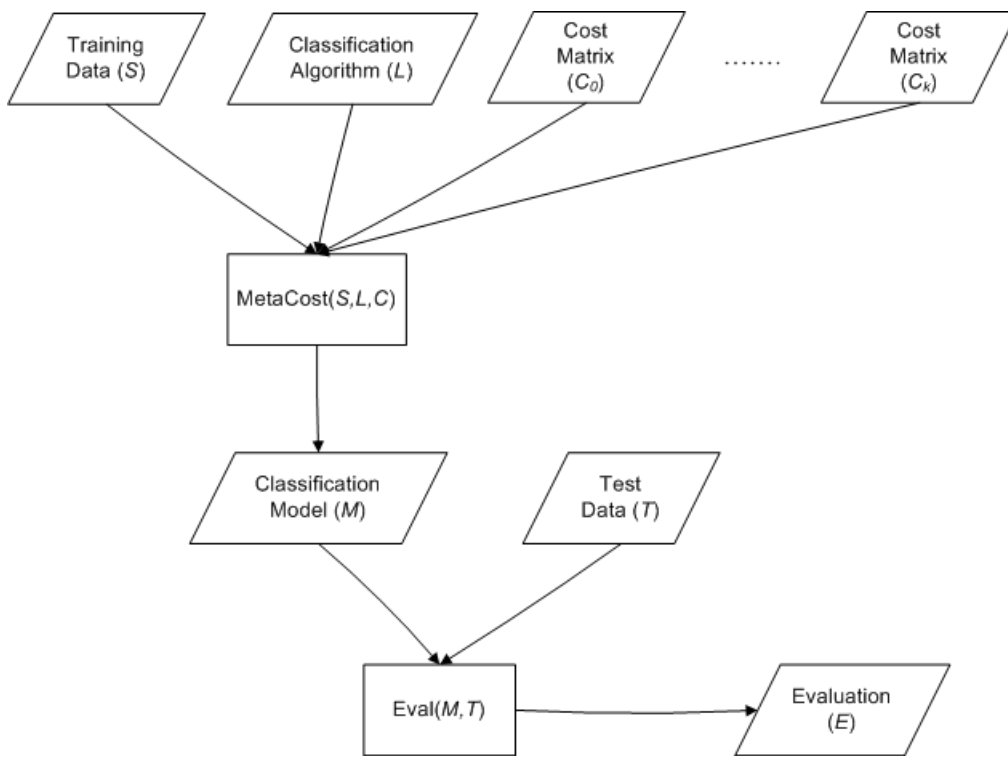 Training
Data (S)
Classification
Algorithm (L)
Cost
Matrix
(C₀)
.......
Cost
Matrix
(Cₖ)
MetaCost(S,L,C)
Classification
Model (M)
Test
Data (T)
Eval(M,T)
Evaluation
(E)